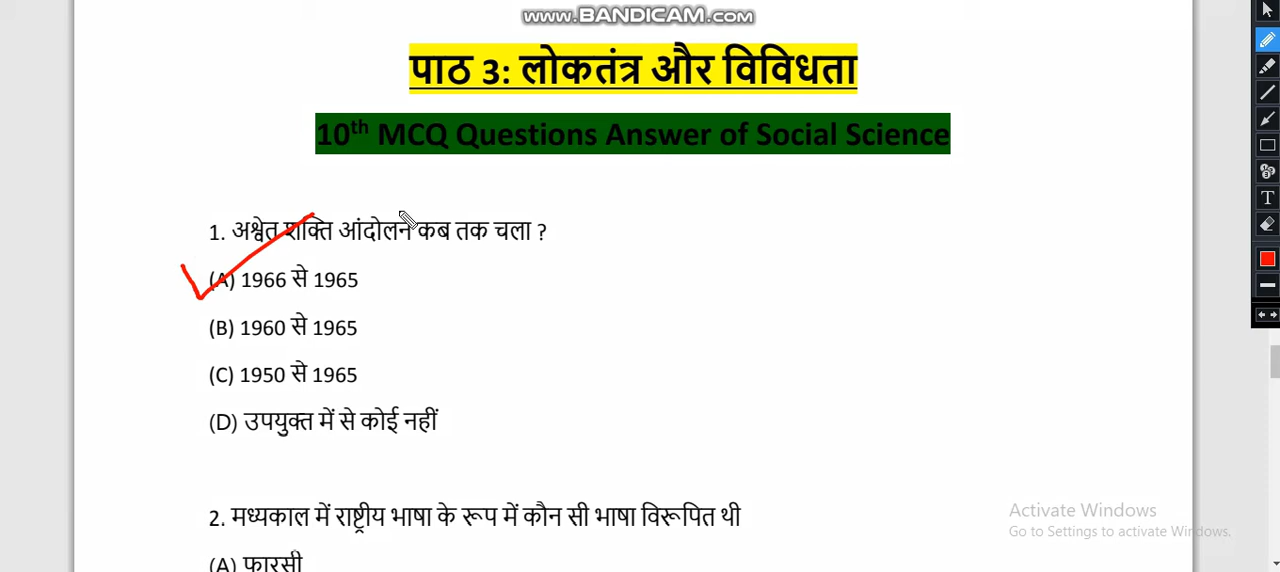 www.BANDICAM.com
पाठ 3: लोकतंत्र और विविधता
10th MCQ Questions Answer of Social Science
1. अश्वेत शक्ति आंदोलन कब तक चला ?
(A) 1966 से 1965
(B) 1960 से 1965
(C) 1950 से 1965
(D) उपयुक्त में से कोई नहीं
2. मध्यकाल में राष्ट्रीय भाषा के रूप में कौन सी भाषा विरूपित थी
Activate Windows
Go to Settings to activate Windows.
(A) फारसी